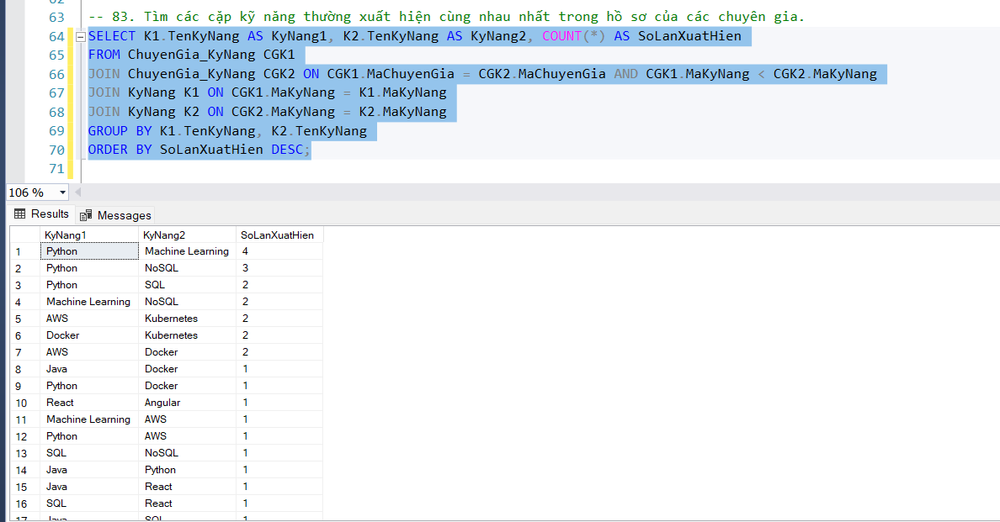 62
63 -- 83. Tìm các cặp kỹ năng thường xuất hiện cùng nhau nhất trong hồ sơ của các chuyên gia.
64 SELECT K1.TenKyNang AS KyNang1, K2.TenKyNang AS KyNang2, COUNT(*) AS SoLanXuatHien
65 FROM ChuyenGia_KyNang CGK1
66 JOIN ChuyenGia_KyNang CGK2 ON CGK1.MaChuyenGia = CGK2.MaChuyenGia AND CGK1.MaKyNang < CGK2.MaKyNang
67 JOIN KyNang K1 ON CGK1.MaKyNang = K1.MaKyNang
68 JOIN KyNang K2 ON CGK2.MaKyNang = K2.MaKyNang
69 GROUP BY K1.TenKyNang, K2.TenKyNang
70 ORDER BY SoLanXuatHien DESC;
71
106 %
Results Messages
KyNang1 KyNang2 SoLanXuatHien
1 Python Machine Learning 4
2 Python NoSQL 3
3 Python SQL 2
4 Machine Learning NoSQL 2
5 AWS Kubernetes 2
6 Docker Kubernetes 2
7 AWS Docker 2
8 Java Docker 1
9 Python Docker 1
10 React Angular 1
11 Machine Learning AWS 1
12 Python AWS 1
13 SQL NoSQL 1
14 Java Python 1
15 Java React 1
16 SQL React 1
17 Java SQL 1